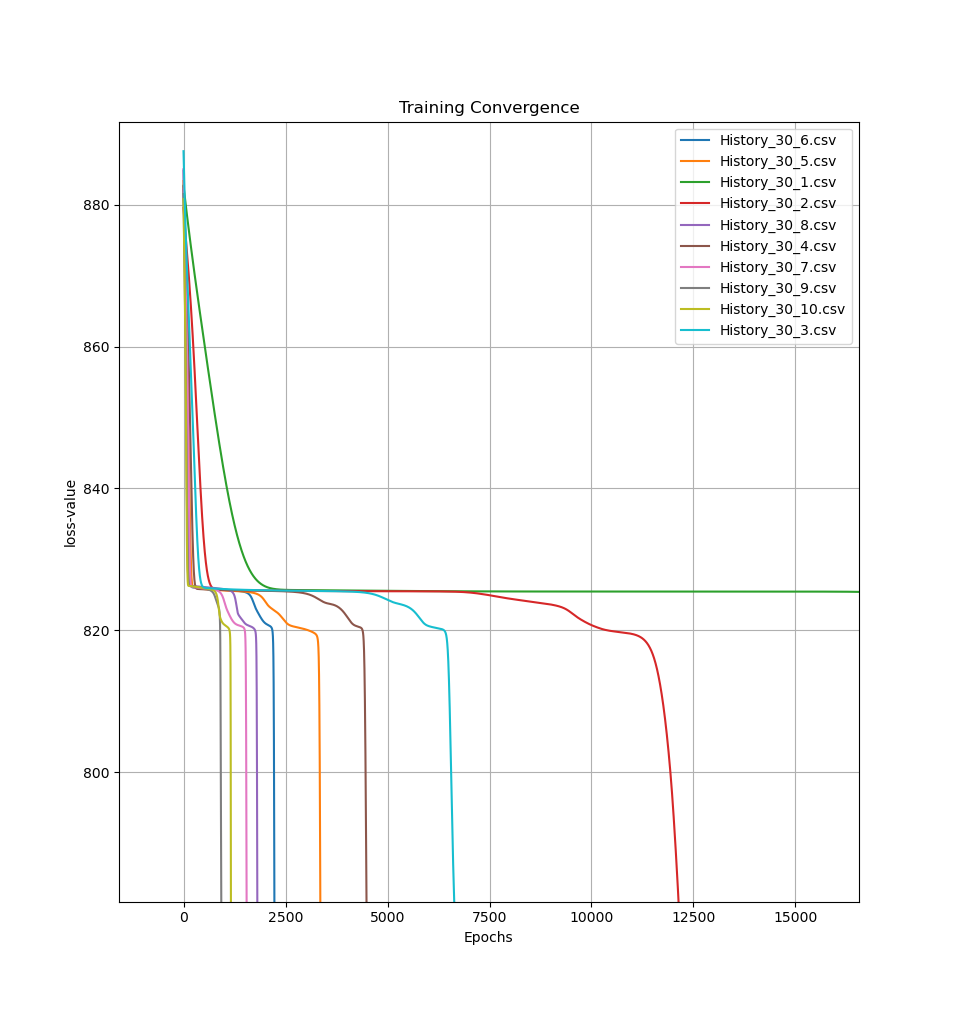 Training Convergence
History_30_6.csv
History_30_5.csv
History_30_1.csv
History_30_2.csv
History_30_8.csv
History_30_4.csv
History_30_7.csv
History_30_9.csv
History_30_10.csv
History_30_3.csv
880
860
840
820
800
loss-value
0 2500 5000 7500 10000 12500 15000
Epochs